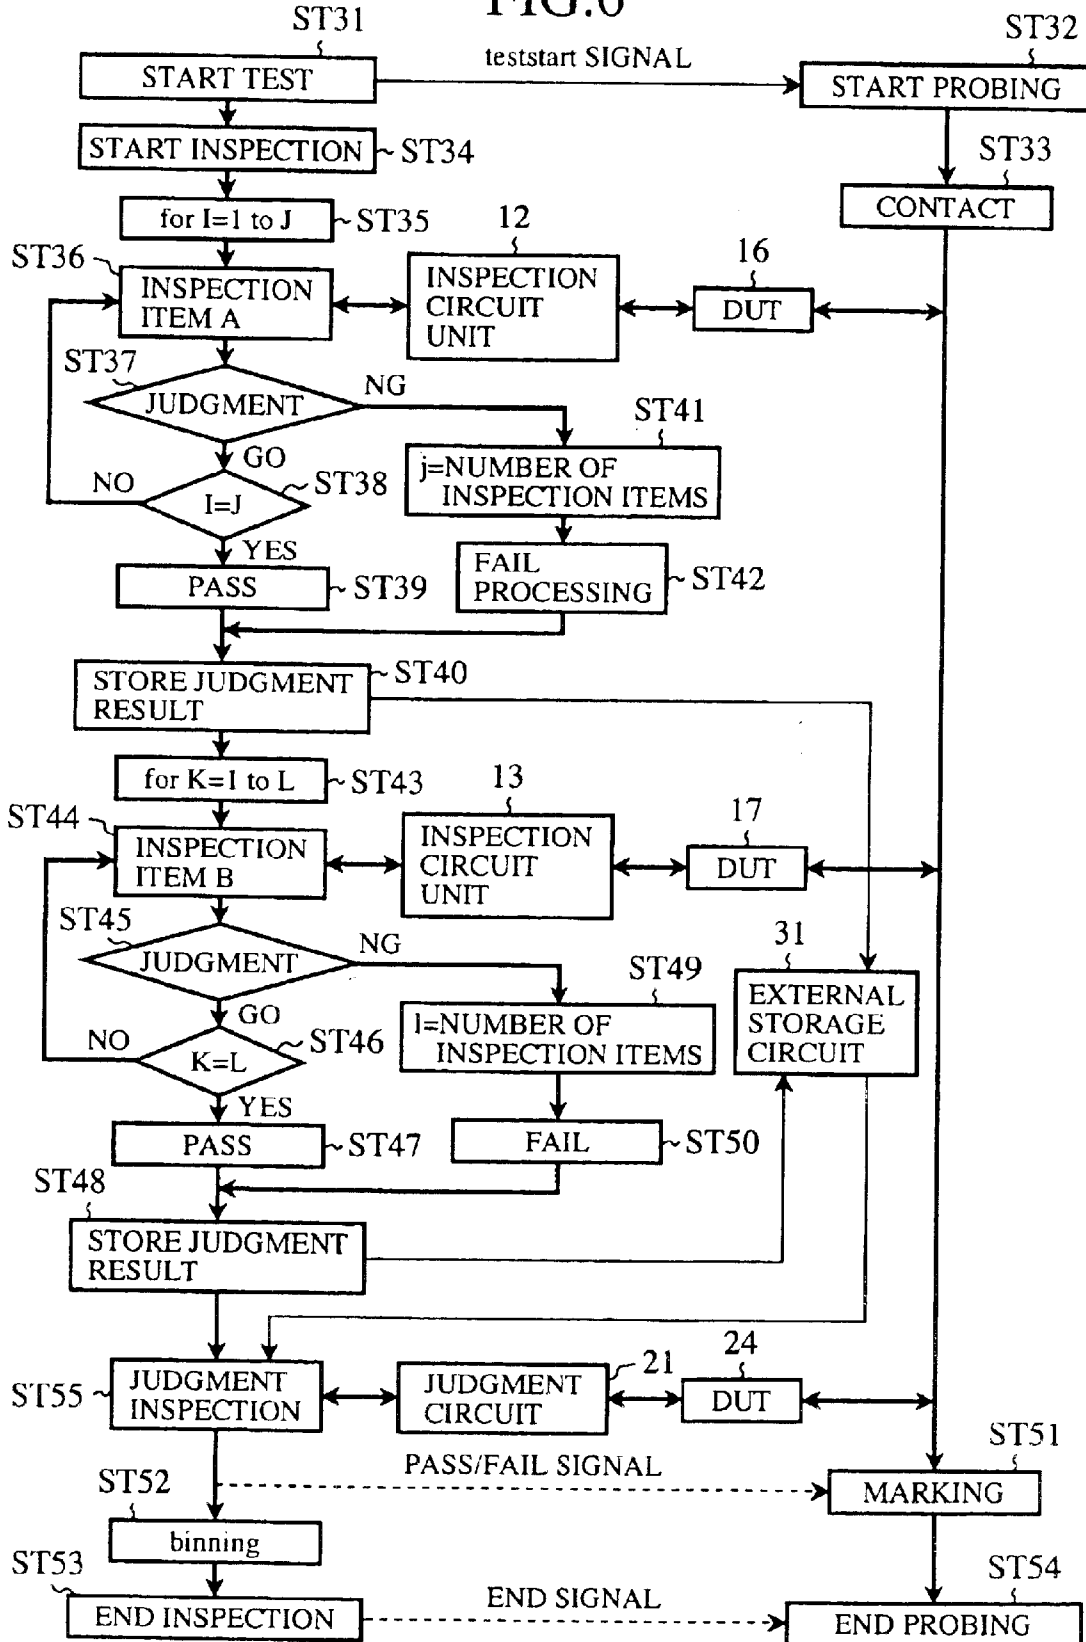 FIG.6
ST31
ST32
START TEST
teststart SIGNAL
START PROBING
START INSPECTION
ST34
ST33
CONTACT
for I=1 to J
ST35
ST36
INSPECTION
ITEM A
12
INSPECTION
CIRCUIT
UNIT
16
DUT
ST37
JUDGMENT
NG
GO
ST41
j=NUMBER OF
INSPECTION ITEMS
NO
I=J
ST38
YES
FAIL
PROCESSING
ST42
PASS
ST39
STORE JUDGMENT
RESULT
ST40
for K=1 to L
ST43
ST44
INSPECTION
ITEM B
13
INSPECTION
CIRCUIT
UNIT
17
DUT
ST45
JUDGMENT
NG
GO
ST49
l=NUMBER OF
INSPECTION ITEMS
31
EXTERNAL
STORAGE
CIRCUIT
NO
K=L
ST46
YES
PASS
ST47
FAIL
ST50
ST48
STORE JUDGMENT
RESULT
ST55
JUDGMENT
INSPECTION
JUDGMENT
CIRCUIT
21
24
DUT
ST51
PASS/FAIL SIGNAL
MARKING
ST52
binning
ST53
END INSPECTION
END SIGNAL
ST54
END PROBING